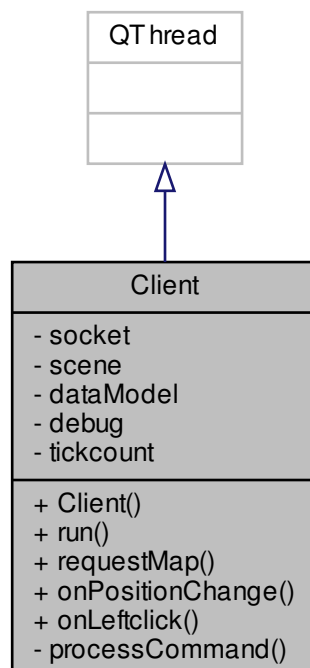 QThread
Client
- socket
- scene
- dataModel
- debug
- tickcount
+ Client()
+ run()
+ requestMap()
+ onPositionChange()
+ onLeftclick()
- processCommand()